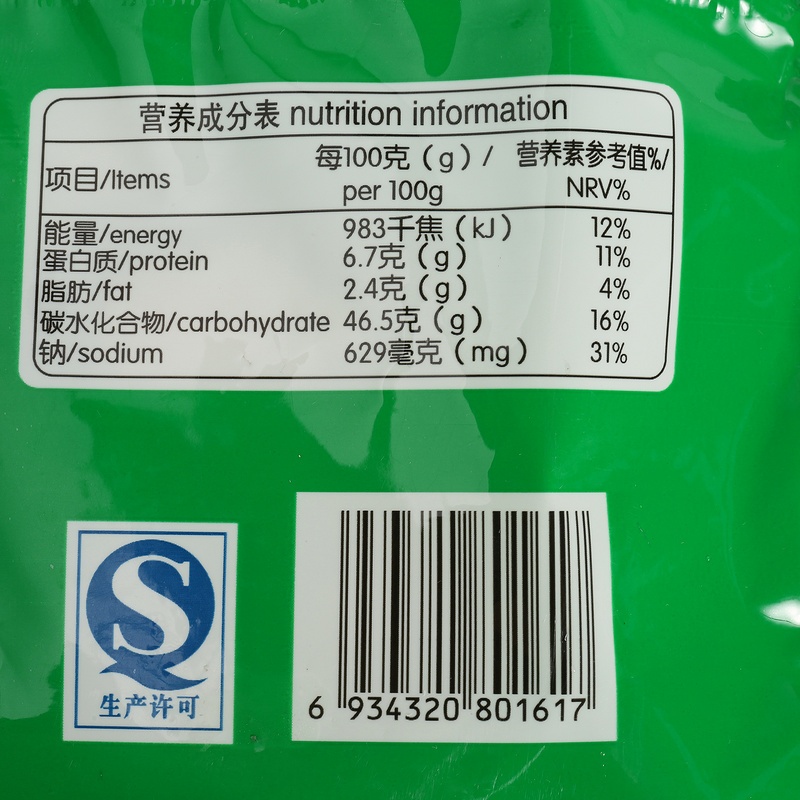 营养成分表 nutrition information
项目/Items 每100克（g）/ per 100g 营养素参考值%/ NRV%
能量/energy 983千焦（kJ） 12%
蛋白质/protein 6.7克（g） 11%
脂肪/fat 2.4克（g） 4%
碳水化合物/carbohydrate 46.5克（g） 16%
钠/sodium 629毫克（mg） 31%
QS
生产许可
6 934320 801617